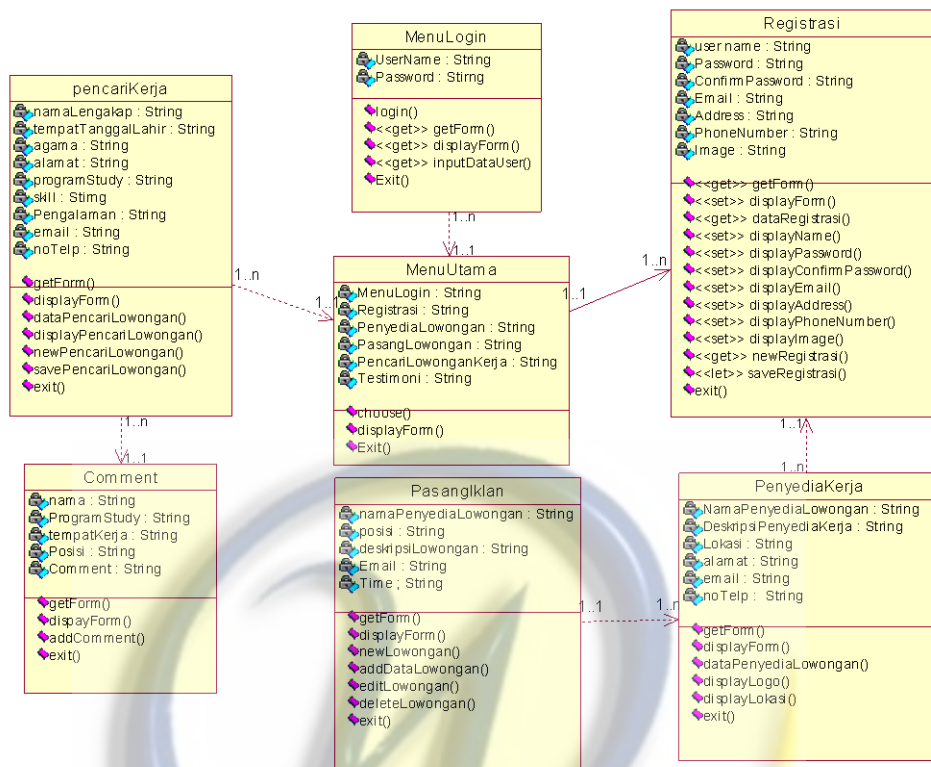 MenuLogin
UserName : String
Password : Stirng
login()
<<get>> getForm()
<<get>> displayForm()
<<get>> inputDataUser()
Exit()
1..n
1..1
Registrasi
user name : String
Password : String
ConfirmPassword : String
Email : String
Address : String
PhoneNumber : String
Image : String
<<get>> getForm()
<<set>> displayForm()
<<get>> dataRegistrasi()
<<set>> displayName()
<<set>> displayPassword()
<<set>> displayConfirmPassword()
<<set>> displayEmail()
<<set>> displayAddress()
<<set>> displayPhoneNumber()
<<set>> displayImage()
<<get>> newRegistrasi()
<<let>> saveRegistrasi()
exit()
pencariKerja
namaLengakap : String
tempatTanggalLahir : String
agama : String
alamat : String
programStudy : String
skill : Stirng
Pengalaman : String
email : String
noTelp : String
getForm()
displayForm()
dataPencariLowongan()
displayPencariLowongan()
newPencariLowongan()
savePencariLowongan()
exit()
1..n
1..1
MenuUtama
MenuLogin : String
Registrasi : String
PenyediaLowongan : String
PasangLowongan : String
PencariLowonganKerja : String
Testimoni : String
choose()
displayForm()
Exit()
1..1
1..n
1..n
1..1
Comment
nama : String
ProgramStudy : String
tempatKerja : String
Posisi : String
Comment : String
getForm()
dispayForm()
addComment()
exit()
PasangIklan
namaPenyediaLowongan : String
posisi : String
deskripsiLowongan : String
Email : String
Time ; String
getForm()
displayForm()
newLowongan()
addDataLowongan()
editLowongan()
deleteLowongan()
exit()
1..1
1..n
1..1
1..n
PenyediaKerja
NamaPenyediaLowongan : String
DeskripsiPenyediaKerja : String
Lokasi : String
alamat : String
email : String
noTelp : String
getForm()
displayForm()
dataPenyediaLowongan()
displayLogo()
displayLokasi()
exit()